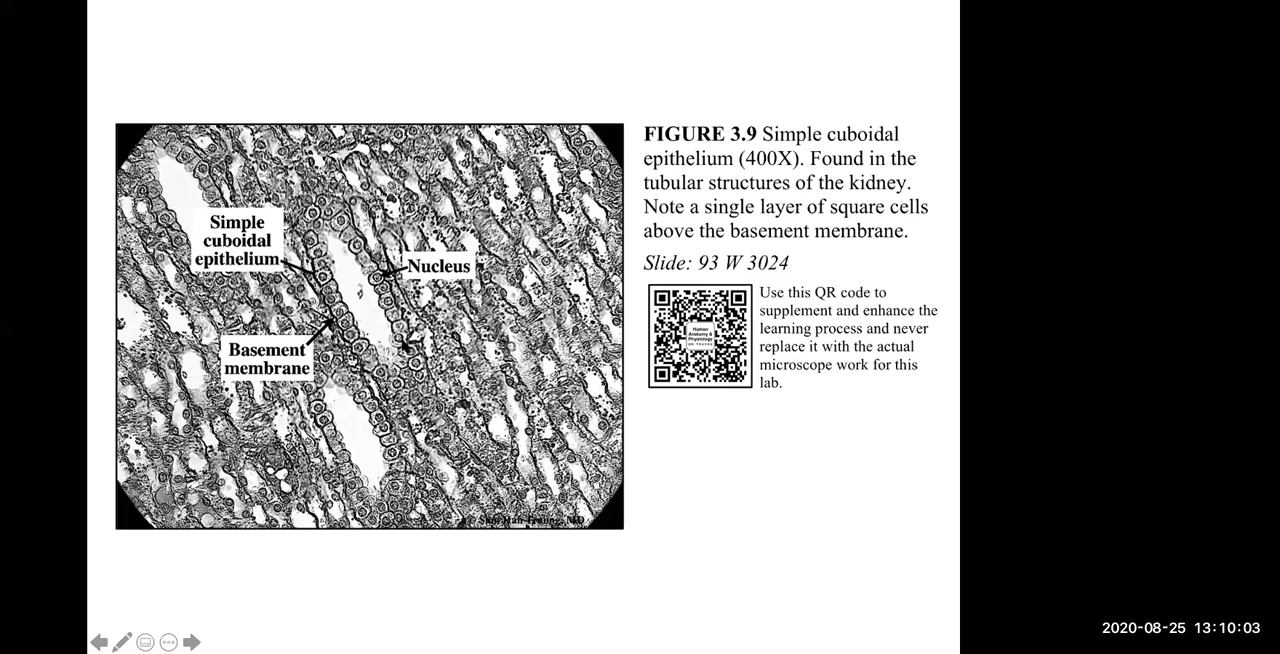 FIGURE 3.9 Simple cuboidal
epithelium (400X). Found in the
tubular structures of the kidney.
Note a single layer of square cells
above the basement membrane.
Slide: 93 W 3024
Use this QR code to
supplement and enhance the
learning process and never
replace it with the actual
microscope work for this
lab.
Human
Anatomy &
Physiology
Simple
cuboidal
epithelium
Nucleus
Basement
membrane
2020-08-25 13:10:03